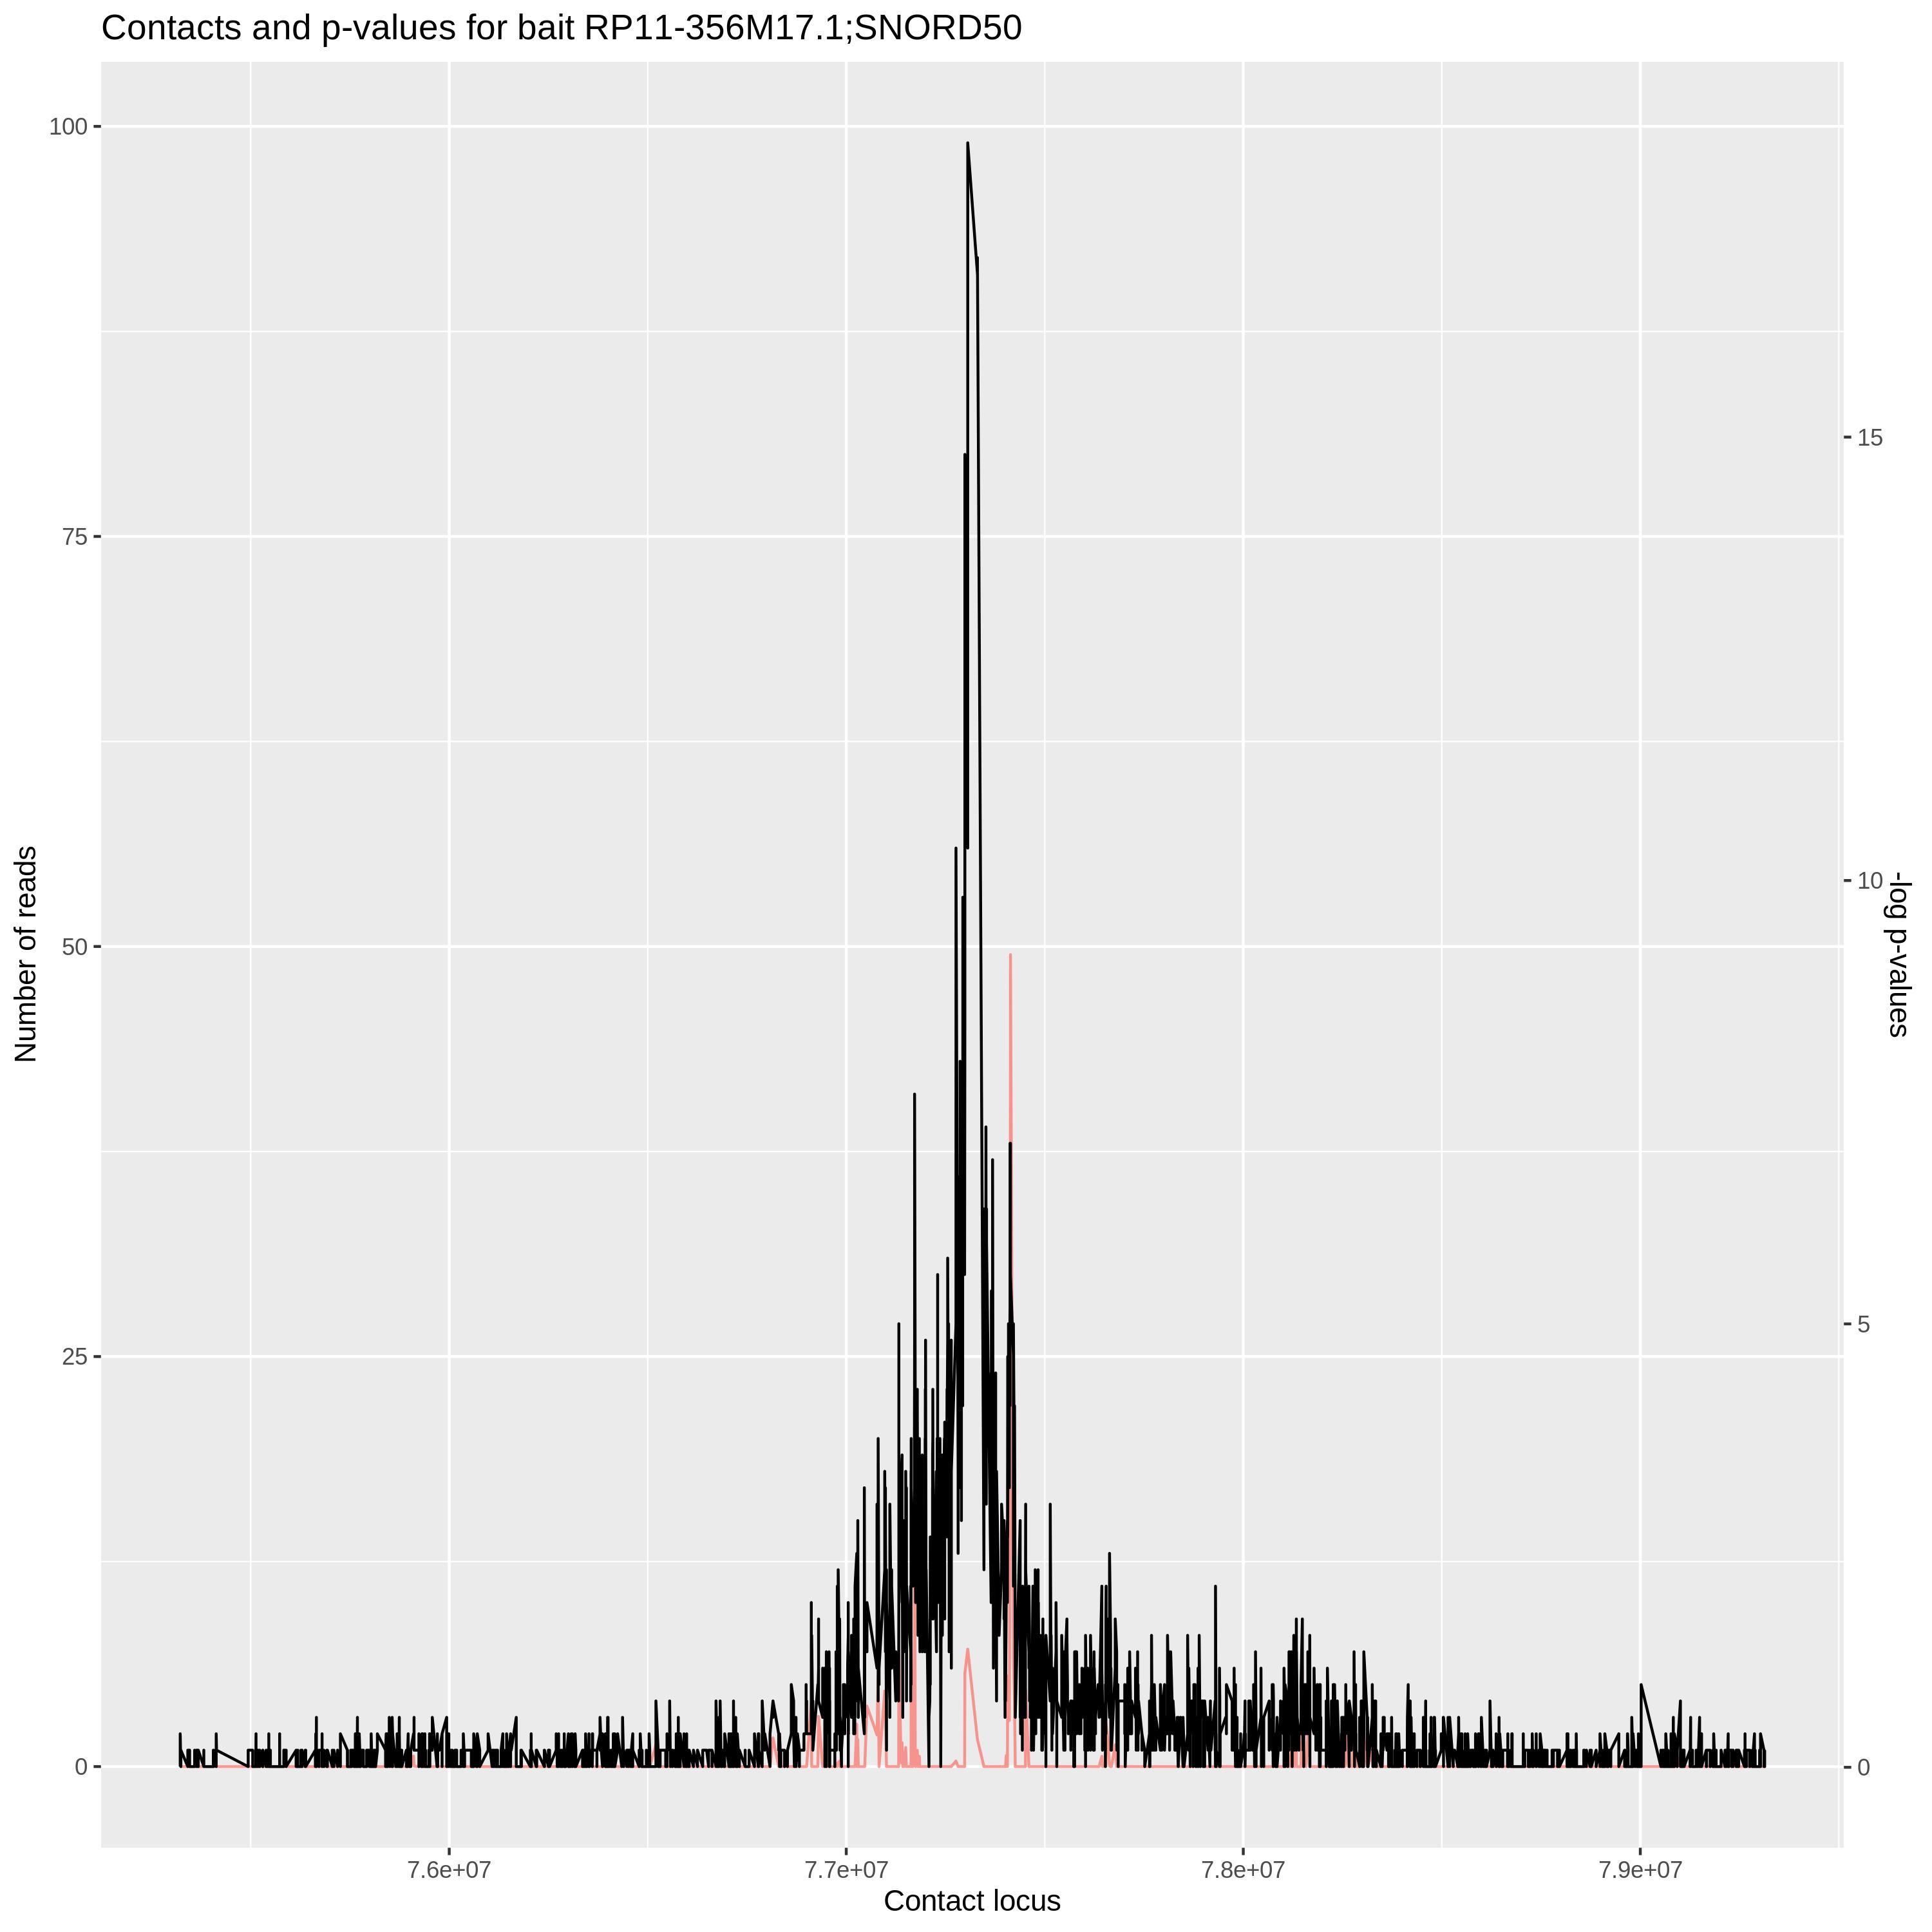 Contacts and p-values for bait RP11-356M17.1;SNORD50
100
75
50
25
0
Number of reads
15
10
5
0
-log p-values
7.6e+07 7.7e+07 7.8e+07 7.9e+07
Contact locus